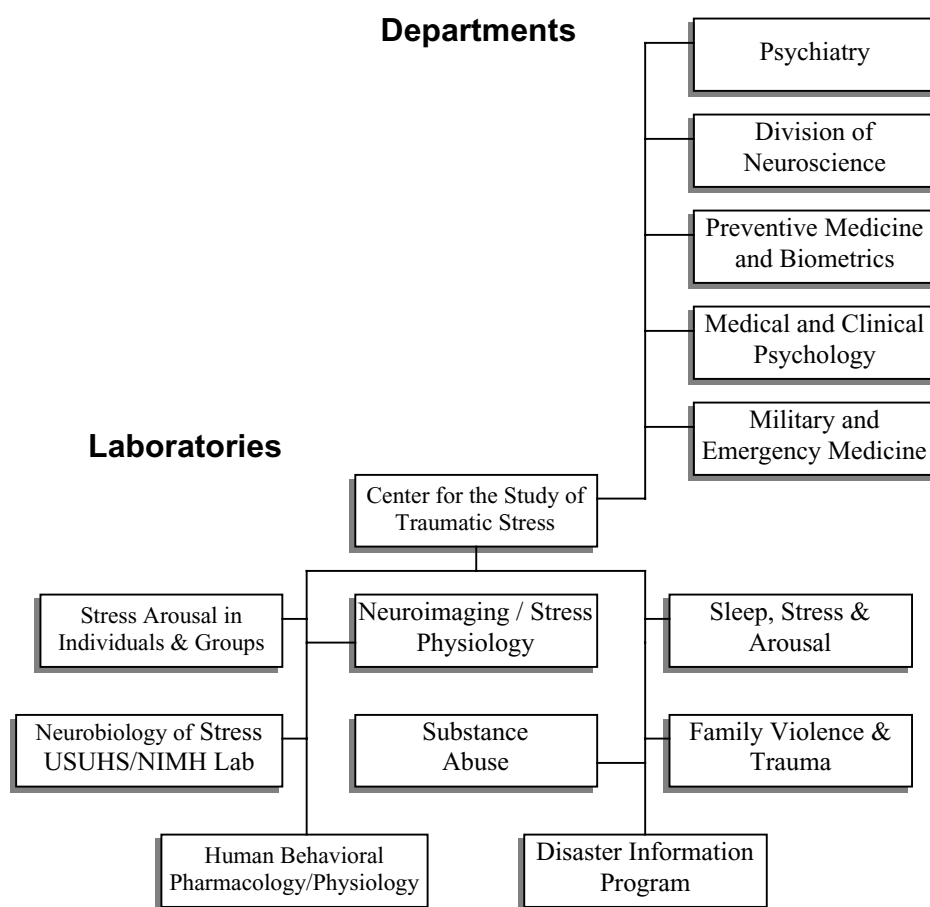 Departments
Psychiatry
Division of
Neuroscience
Preventive Medicine
and Biometrics
Medical and Clinical
Psychology
Military and
Emergency Medicine
Laboratories
Center for the Study of
Traumatic Stress
Stress Arousal in
Individuals & Groups
Neuroimaging / Stress
Physiology
Sleep, Stress &
Arousal
Neurobiology of Stress
USUHS/NIMH Lab
Substance
Abuse
Family Violence &
Trauma
Human Behavioral
Pharmacology/Physiology
Disaster Information
Program